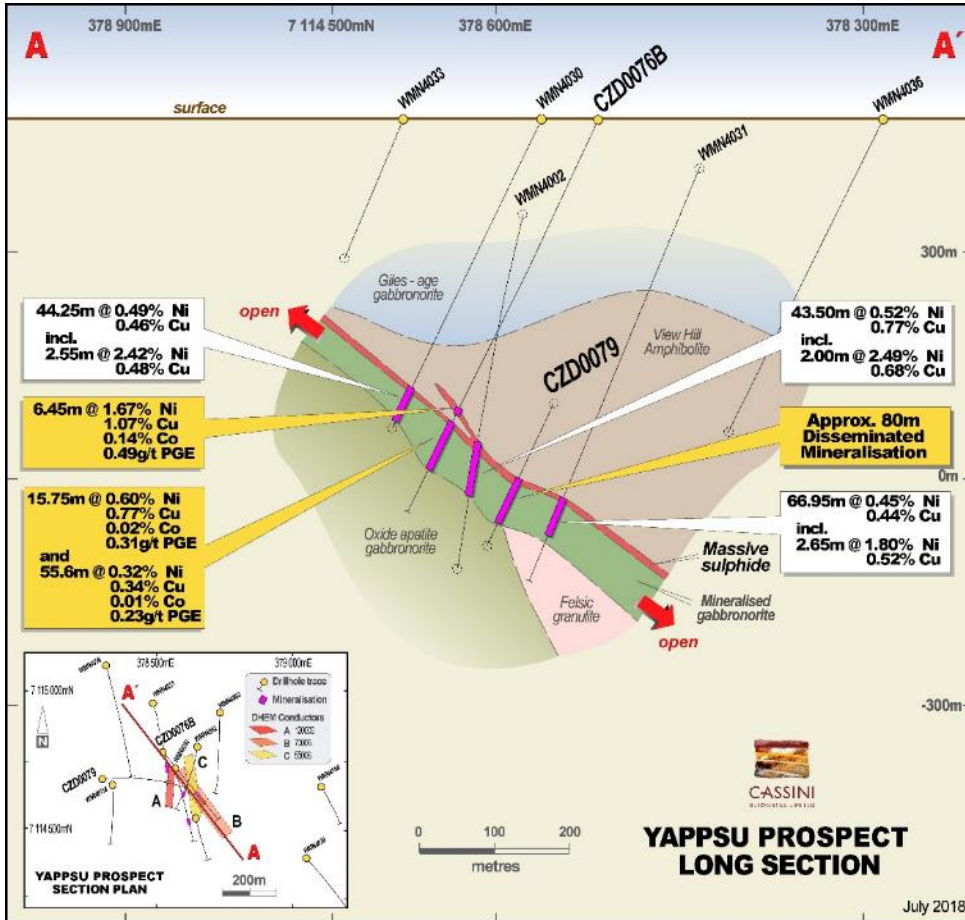 378 900mE
7 114 500mN
378 600mE
378 300mE
A
A´
surface
WMN4033
WMN4030
CZD0076B
WMN4036
WMN4031
WMN4002
300m
0m
-300m
Giles - age
gabbronorite
View Hill
Amphibolite
open
CZD0079
44.25m @ 0.49% Ni
0.46% Cu
incl.
2.55m @ 2.42% Ni
0.48% Cu
6.45m @ 1.67% Ni
1.07% Cu
0.14% Co
0.49g/t PGE
15.75m @ 0.60% Ni
0.77% Cu
0.02% Co
0.31g/t PGE
and
55.6m @ 0.32% Ni
0.34% Cu
0.01% Co
0.23g/t PGE
43.50m @ 0.52% Ni
0.77% Cu
incl.
2.00m @ 2.49% Ni
0.68% Cu
Approx. 80m
Disseminated
Mineralisation
66.95m @ 0.45% Ni
0.44% Cu
incl.
2.65m @ 1.80% Ni
0.52% Cu
Oxide apatite
gabbronorite
Felsic
granulite
Massive
sulphide
Mineralised
gabbronorite
open
378 500mE
379 000mE
7 115 000mN
7 114 500mN
N
A´
CZD0076B
CZD0079
C
A
B
A
Drillhole trace
Mineralisation
DHEM Conductors
A
B
C
YAPPSU PROSPECT
SECTION PLAN
200m
0 100 200
metres
CASSINI
RESOURCES LIMITED
YAPPSU PROSPECT
LONG SECTION
July 2018